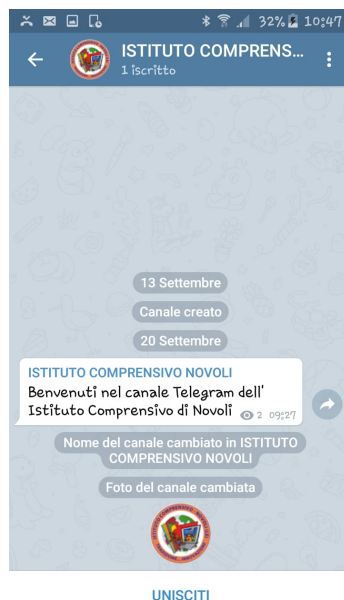 32% 10:47
ISTITUTO COMPRENS...
1 iscritto
13 Settembre
Canale creato
20 Settembre
ISTITUTO COMPRENSIVO NOVOLI
Benvenuti nel canale Telegram dell'
Istituto Comprensivo di Novoli 2 09:27
Nome del canale cambiato in ISTITUTO
COMPRENSIVO NOVOLI
Foto del canale cambiata
UNISCITI